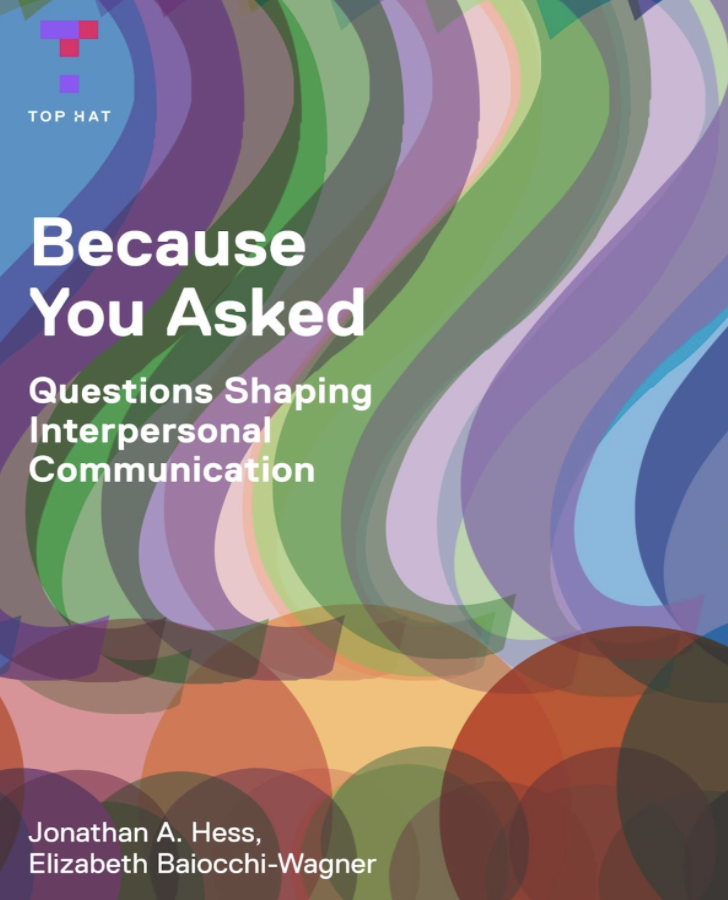 TOP HAT
Because
You Asked
Questions Shaping
Interpersonal
Communication
Jonathan A. Hess,
Elizabeth Baiocchi-Wagner